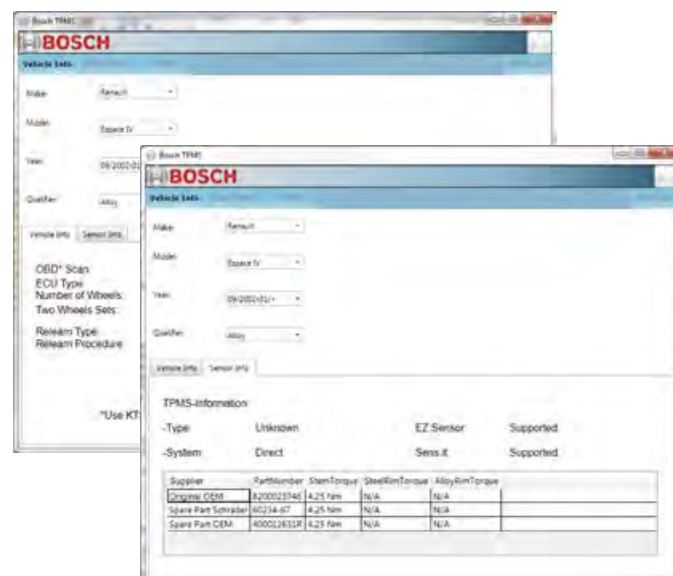 Bosch TPMS
BOSCH
Vehicle Info
Make: Renault
Model: Espace IV
Year: 09/2002-01
Qualifier: Alloy
Vehicle Info Sensor Info
OBD* Scan
ECU Type
Number of Wheels:
Two Wheels Sets
Relearn Type
Relearn Procedure
*Use KT
Bosch TPMS
BOSCH
Vehicle Info
Make: Renault
Model: Espace IV
Year: 09/2002-01/-
Qualifier: Alloy
Vehicle Info Sensor Info
TPMS-Information
-Type Unknown EZ Sensor Supported
-System Direct Sens.it Supported
Supplier PartNumber StemTorque SteelRimTorque AlloyRimTorque
Original OEM 8200023746 4,25 Nm N/A N/A
Spare Part Schrader 60234-67 4,25 Nm N/A N/A
Spare Part OEM 400012631R 4,25 Nm N/A N/A